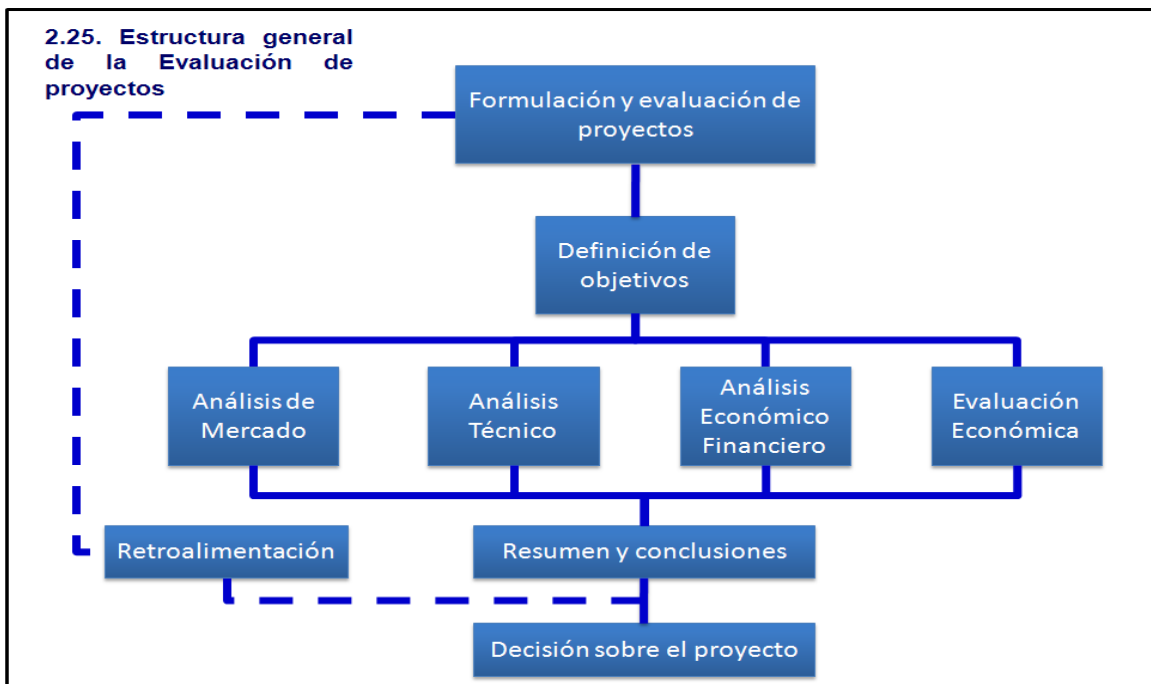 2.25. Estructura general
de la Evaluación de
proyectos
Formulación y evaluación de
proyectos
Definición de
objetivos
Análisis de
Mercado
Análisis
Técnico
Análisis
Económico
Financiero
Evaluación
Económica
Retroalimentación
Resumen y conclusiones
Decisión sobre el proyecto